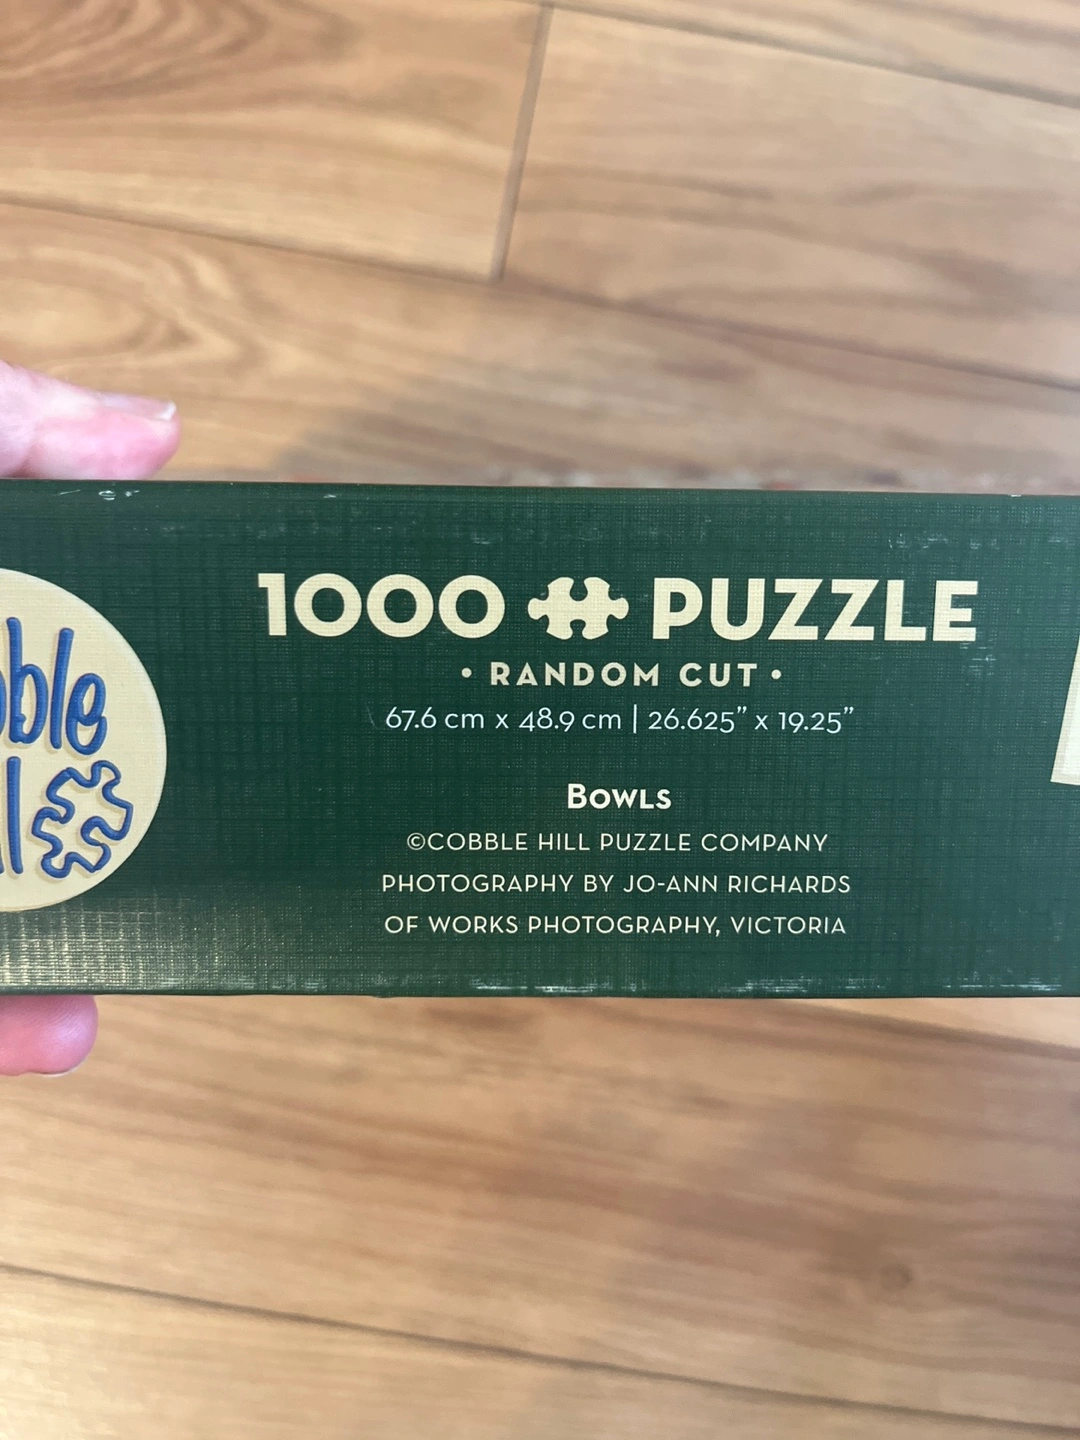 1000 PUZZLE
• RANDOM CUT •
67.6 cm x 48.9 cm | 26.625” x 19.25”
Bowls
©COBBLE HILL PUZZLE COMPANY
PHOTOGRAPHY BY JO-ANN RICHARDS
OF WORKS PHOTOGRAPHY, VICTORIA